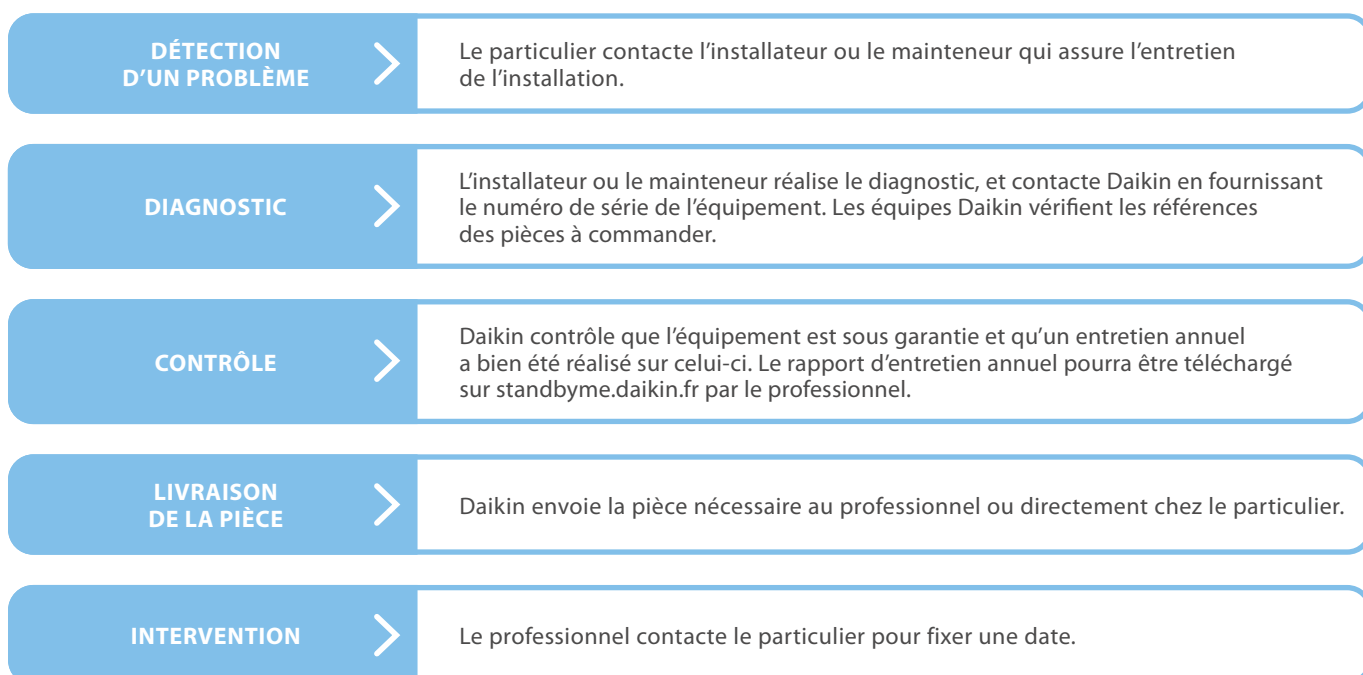 DÉTECTION
D’UN PROBLÈME
Le particulier contacte l’installateur ou le mainteneur qui assure l’entretien
de l’installation.
DIAGNOSTIC
L’installateur ou le mainteneur réalise le diagnostic, et contacte Daikin en fournissant
le numéro de série de l’équipement. Les équipes Daikin vérifient les références
des pièces à commander.
CONTRÔLE
Daikin contrôle que l’équipement est sous garantie et qu’un entretien annuel
a bien été réalisé sur celui-ci. Le rapport d’entretien annuel pourra être téléchargé
sur standbyme.daikin.fr par le professionnel.
LIVRAISON
DE LA PIÈCE
Daikin envoie la pièce nécessaire au professionnel ou directement chez le particulier.
INTERVENTION
Le professionnel contacte le particulier pour fixer une date.